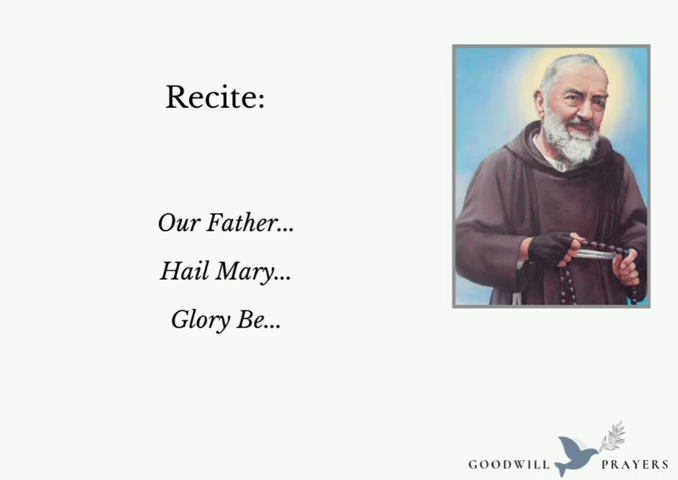 Recite:
Our Father...
Hail Mary...
Glory Be...
GOODWILL PRAYERS